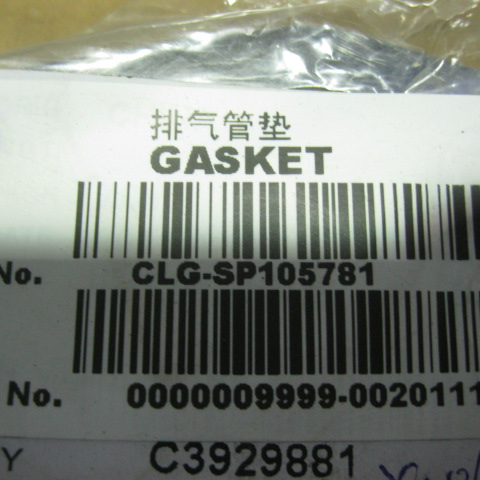 排气管垫
GASKET
No. CLG-SP105781
No. 0000009999-0020111
Y C3929881